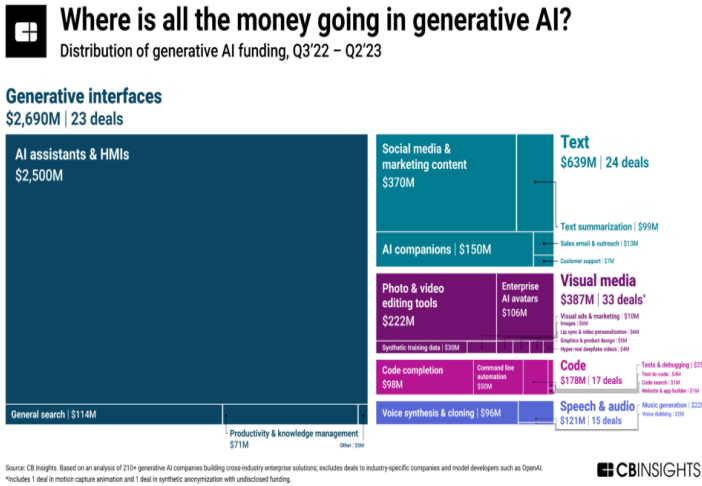 Where is all the money going in generative AI?
Distribution of generative AI funding, Q3'22 – Q2'23
Generative interfaces
$2,690M | 23 deals
AI assistants & HMIs
$2,500M
General search | $114M
Productivity & knowledge management
$71M
Other | $5M
Social media &
marketing content
$370M
Text
$639M | 24 deals
Text summarization | $99M
AI companions | $150M
Sales email & outreach | $13M
Customer support | $7M
Photo & video
editing tools
$222M
Enterprise
AI avatars
$106M
Visual media
$387M | 33 deals*
Visual ads & marketing | $10M
Images | $6M
Lip sync & video personalization | $6M
Graphics & product design | $5M
Hyper real deepfake videos | $4M
Synthetic training data | $30M
Code completion
$98M
Command line
automation
$50M
Code
$178M | 17 deals
Tests & debugging | $25
Text-to-code | $4M
Code search | $1M
Website & app builder | $1M
Voice synthesis & cloning | $96M
Speech & audio
$121M | 15 deals
Music generation | $22
Voice dubbing | $2M
Source: CB Insights. Based on an analysis of 210+ generative AI companies building cross-industry enterprise solutions; excludes deals to industry-specific companies and model developers such as OpenAI.
*Includes 1 deal in motion capture animation and 1 deal in synthetic anonymization with undisclosed funding.
CBINSIGHTS